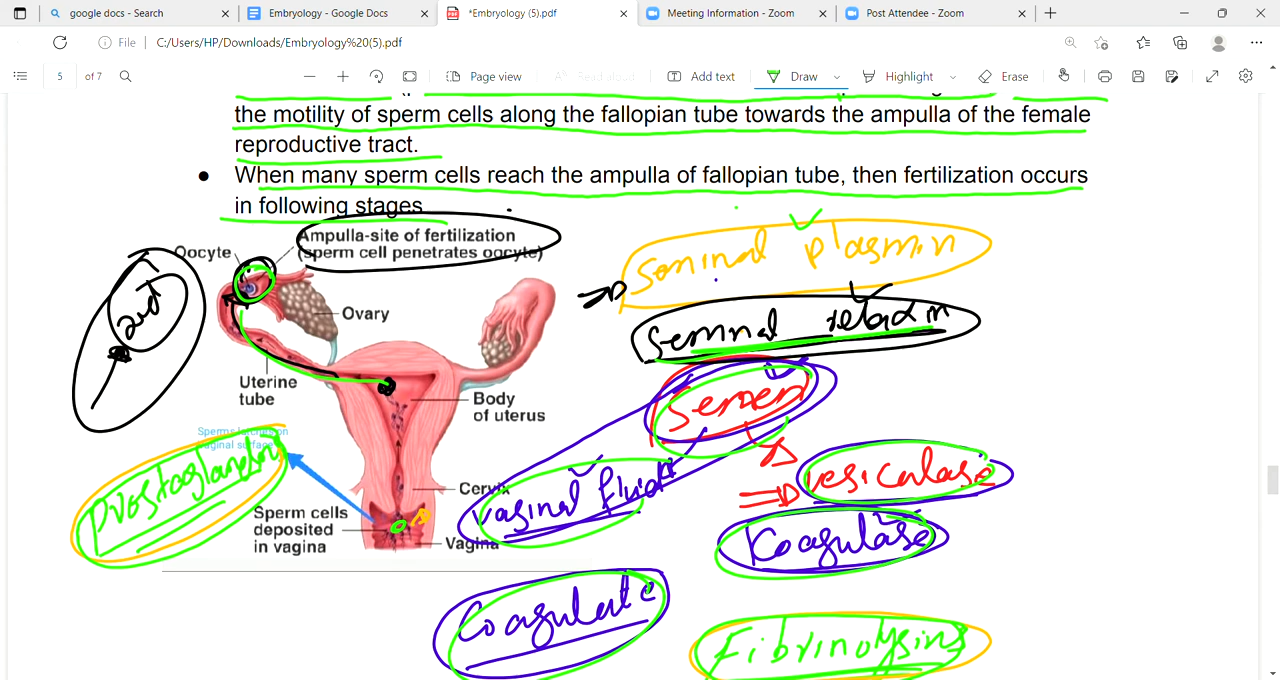 google docs - Search
Embryology - Google Docs
*Embryology (5).pdf
Meeting Information - Zoom
Post Attendee - Zoom
File
C:/Users/HP/Downloads/Embryology%20(5).pdf
5 of 7
Page view
Read aloud
Add text
Draw
Highlight
Erase
the motility of sperm cells along the fallopian tube towards the ampulla of the female
reproductive tract.
● When many sperm cells reach the ampulla of fallopian tube, then fertilization occurs
in following stages
Oocyte
Ampulla-site of fertilization
(sperm cell penetrates oocyte)
Seminal plasmin
Ovary
Uterine
tube
Body
of uterus
Semen
Sperms
on
vaginal surface
Prostaglandin
vaginal fluid
vesiculase
Cervix
Sperm cells
deposited
in vagina
Vagina
Koagulase
Coagulate
Fibrinolysins